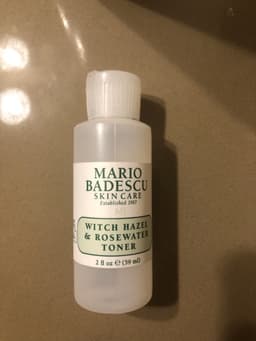 MARIO
BADESCU
SKIN CARE
Established 1967
WITCH HAZEL
& ROSEWATER
TONER
2 fl oz ℮ (59 ml)